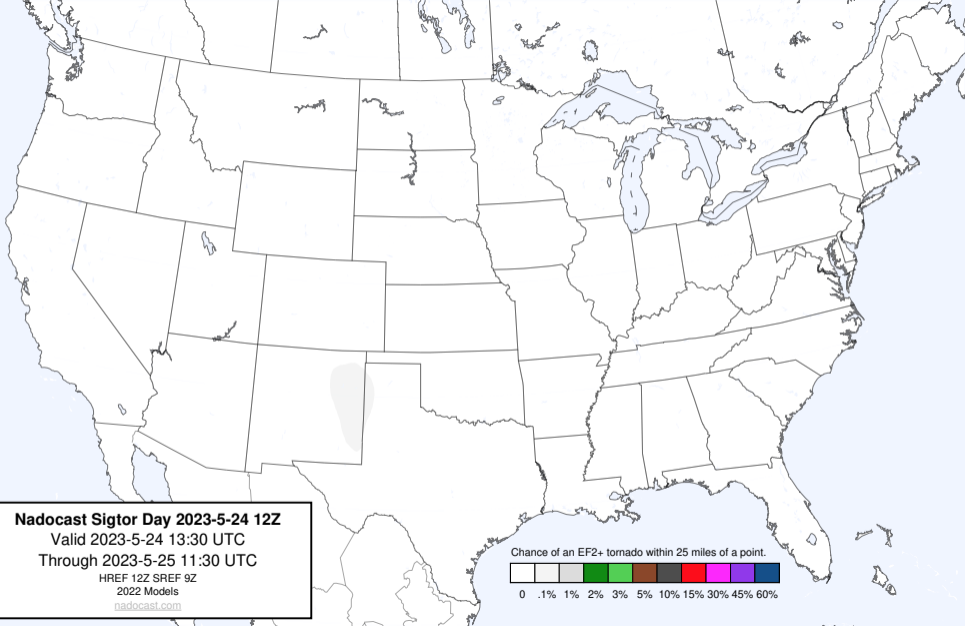 Nadocast Sigtor Day 2023-5-24 12Z
Valid 2023-5-24 13:30 UTC
Through 2023-5-25 11:30 UTC
HREF 12Z SREF 9Z
2022 Models
nadocast.com
Chance of an EF2+ tornado within 25 miles of a point.
0 .1% 1% 2% 3% 5% 10% 15% 30% 45% 60%